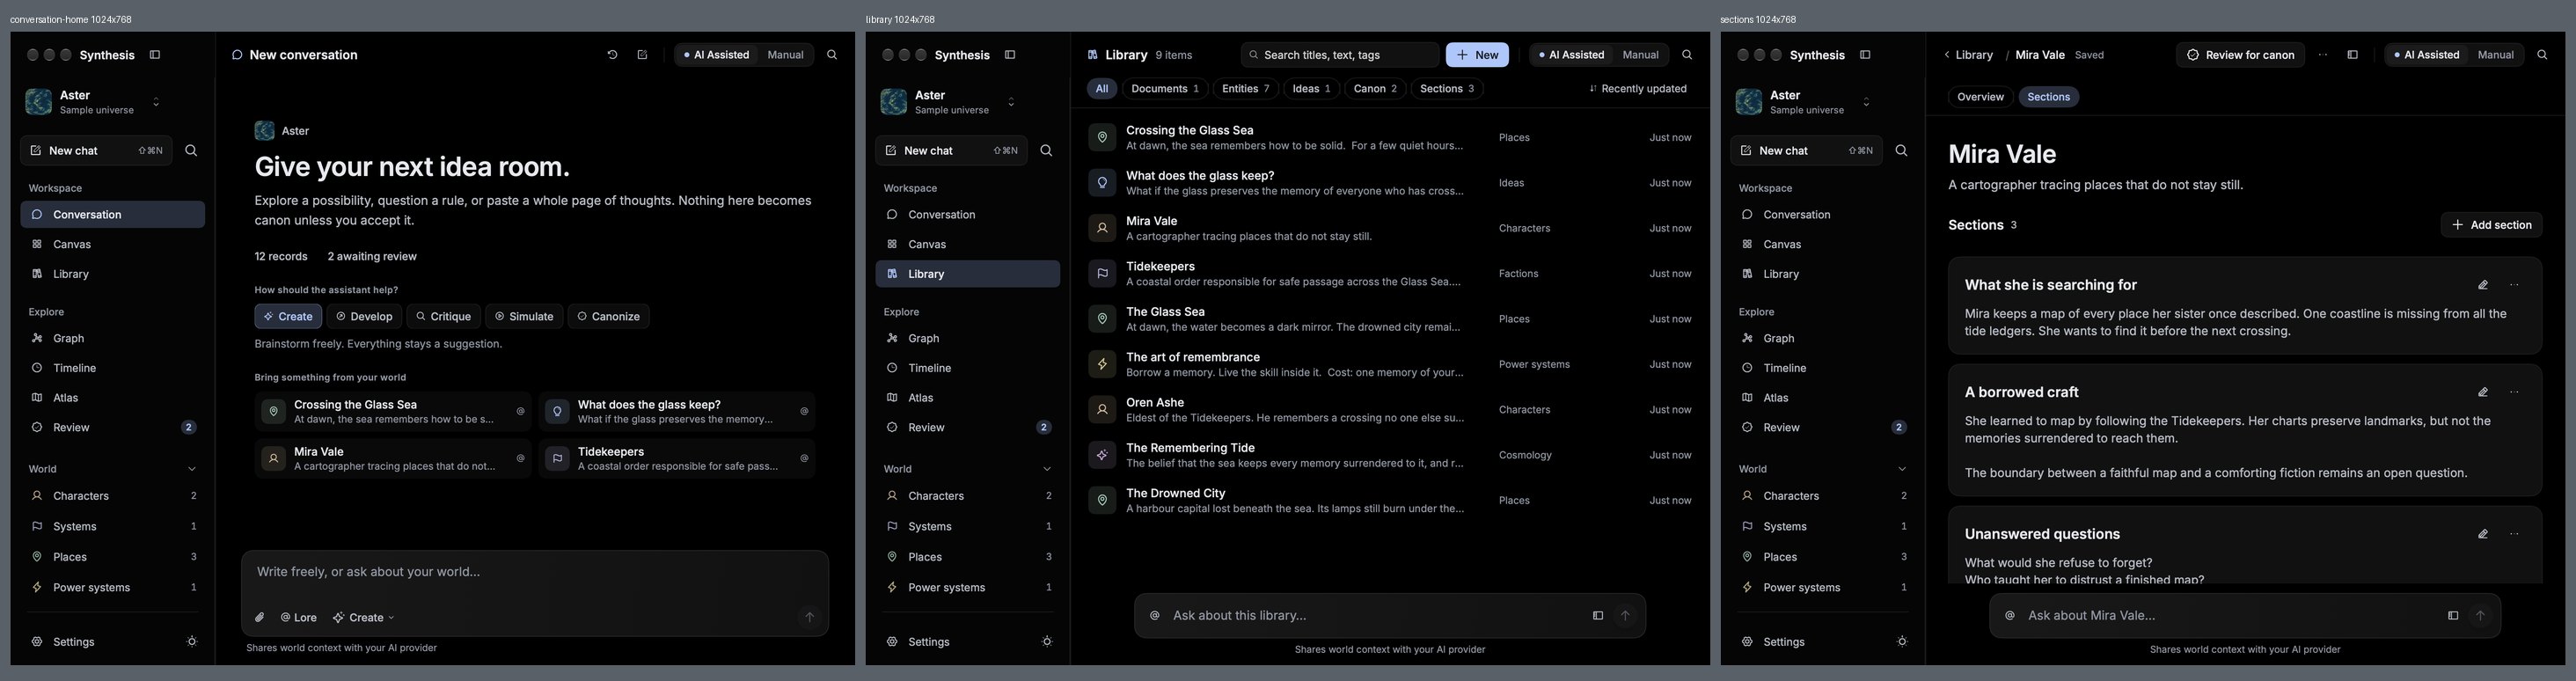 conversation-home 1024x768
Synthesis
Aster
Sample universe
New chat
⇧⌘N
Workspace
Conversation
Canvas
Library
Explore
Graph
Timeline
Atlas
Review 2
World
Characters 2
Systems 1
Places 3
Power systems 1
Settings
New conversation
AI Assisted
Manual
Aster
Give your next idea room.
Explore a possibility, question a rule, or paste a whole page of thoughts. Nothing here becomes
canon unless you accept it.
12 records 2 awaiting review
How should the assistant help?
Create
Develop
Critique
Simulate
Canonize
Brainstorm freely. Everything stays a suggestion.
Bring something from your world
Crossing the Glass Sea
At dawn, the sea remembers how to be s...
@
What does the glass keep?
What if the glass preserves the memory...
@
Mira Vale
A cartographer tracing places that do not...
@
Tidekeepers
A coastal order responsible for safe pass...
@
Write freely, or ask about your world...
@ Lore
Create
Shares world context with your AI provider
library 1024x768
Synthesis
Aster
Sample universe
New chat
⇧⌘N
Workspace
Conversation
Canvas
Library
Explore
Graph
Timeline
Atlas
Review 2
World
Characters 2
Systems 1
Places 3
Power systems 1
Settings
Library 9 items
Search titles, text, tags
New
AI Assisted
Manual
All
Documents 1
Entities 7
Ideas 1
Canon 2
Sections 3
Recently updated
Crossing the Glass Sea
At dawn, the sea remembers how to be solid. For a few quiet hours...
Places
Just now
What does the glass keep?
What if the glass preserves the memory of everyone who has cross...
Ideas
Just now
Mira Vale
A cartographer tracing places that do not stay still.
Characters
Just now
Tidekeepers
A coastal order responsible for safe passage across the Glass Sea....
Factions
Just now
The Glass Sea
At dawn, the water becomes a dark mirror. The drowned city remai...
Places
Just now
The art of remembrance
Borrow a memory. Live the skill inside it. Cost: one memory of your...
Power systems
Just now
Oren Ashe
Eldest of the Tidekeepers. He remembers a crossing no one else su...
Characters
Just now
The Remembering Tide
The belief that the sea keeps every memory surrendered to it, and r...
Cosmology
Just now
The Drowned City
A harbour capital lost beneath the sea. Its lamps still burn under the...
Places
Just now
@ Ask about this library...
Shares world context with your AI provider
sections 1024x768
Synthesis
Aster
Sample universe
New chat
⇧⌘N
Workspace
Conversation
Canvas
Library
Explore
Graph
Timeline
Atlas
Review 2
World
Characters 2
Systems 1
Places 3
Power systems 1
Settings
Library / Mira Vale Saved
Review for canon
...
AI Assisted
Manual
Overview
Sections
Mira Vale
A cartographer tracing places that do not stay still.
Sections 3
Add section
What she is searching for
Mira keeps a map of every place her sister once described. One coastline is missing from all the
tide ledgers. She wants to find it before the next crossing.
A borrowed craft
She learned to map by following the Tidekeepers. Her charts preserve landmarks, but not the
memories surrendered to reach them.
The boundary between a faithful map and a comforting fiction remains an open question.
Unanswered questions
What would she refuse to forget?
Who taught her to distrust a finished map?
@ Ask about Mira Vale...
Shares world context with your AI provider